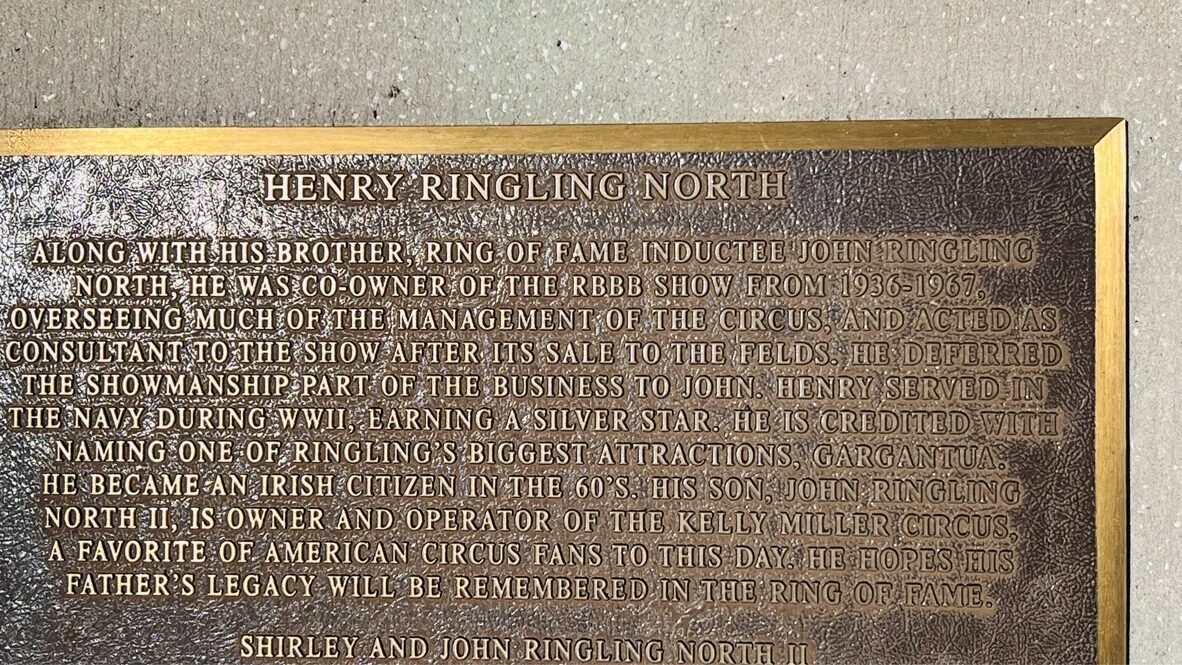 HENRY RINGLING NORTH
ALONG WITH HIS BROTHER, RING OF FAME INDUCTEE JOHN RINGLING
NORTH, HE WAS CO-OWNER OF THE RBBB SHOW FROM 1936-1967,
OVERSEEING MUCH OF THE MANAGEMENT OF THE CIRCUS, AND ACTED AS
CONSULTANT TO THE SHOW AFTER ITS SALE TO THE FELDS. HE DEFERRED
THE SHOWMANSHIP PART OF THE BUSINESS TO JOHN. HENRY SERVED IN
THE NAVY DURING WWII, EARNING A SILVER STAR. HE IS CREDITED WITH
NAMING ONE OF RINGLING'S BIGGEST ATTRACTIONS, GARGANTUA.
HE BECAME AN IRISH CITIZEN IN THE 60'S. HIS SON, JOHN RINGLING
NORTH II, IS OWNER AND OPERATOR OF THE KELLY MILLER CIRCUS,
A FAVORITE OF AMERICAN CIRCUS FANS TO THIS DAY. HE HOPES HIS
FATHER'S LEGACY WILL BE REMEMBERED IN THE RING OF FAME.
SHIRLEY AND JOHN RINGLING NORTH II